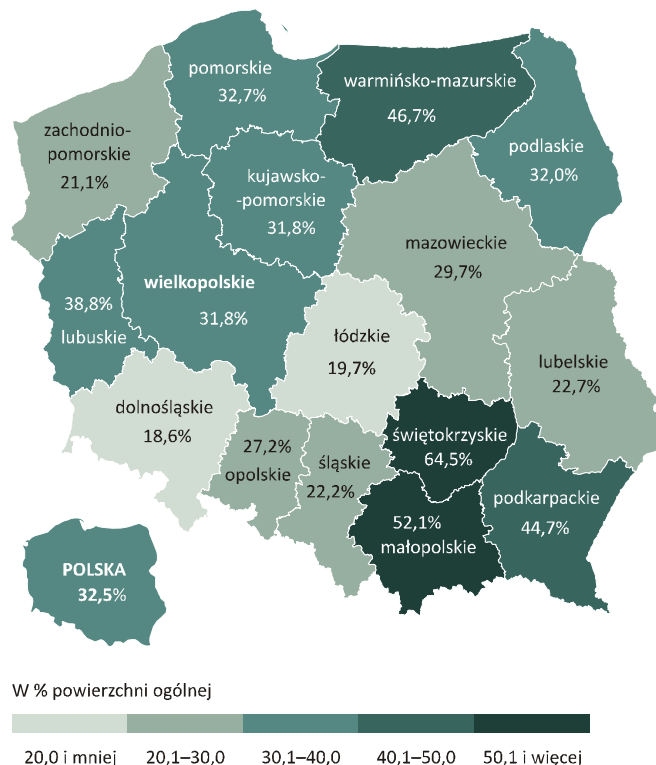 pomorskie
32,7%
warmińsko-mazurskie
46,7%
zachodnio-
pomorskie
21,1%
podlaskie
32,0%
kujawsko-
-pomorskie
31,8%
mazowieckie
29,7%
wielkopolskie
31,8%
38,8%
lubuskie
łódzkie
19,7%
lubelskie
22,7%
dolnośląskie
18,6%
27,2%
opolskie
śląskie
22,2%
świętokrzyskie
64,5%
52,1%
małopolskie
podkarpackie
44,7%
POLSKA
32,5%
W % powierzchni ogólnej
20,0 i mniej 20,1–30,0 30,1–40,0 40,1–50,0 50,1 i więcej